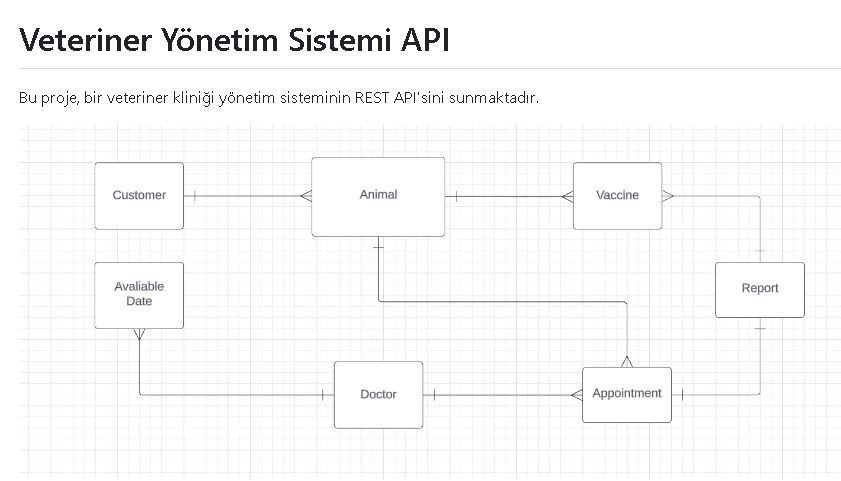 Veteriner Yönetim Sistemi API
Bu proje, bir veteriner kliniği yönetim sisteminin REST API'sini sunmaktadır.
Customer
Animal
Vaccine
Avaliable
Date
Report
Doctor
Appointment